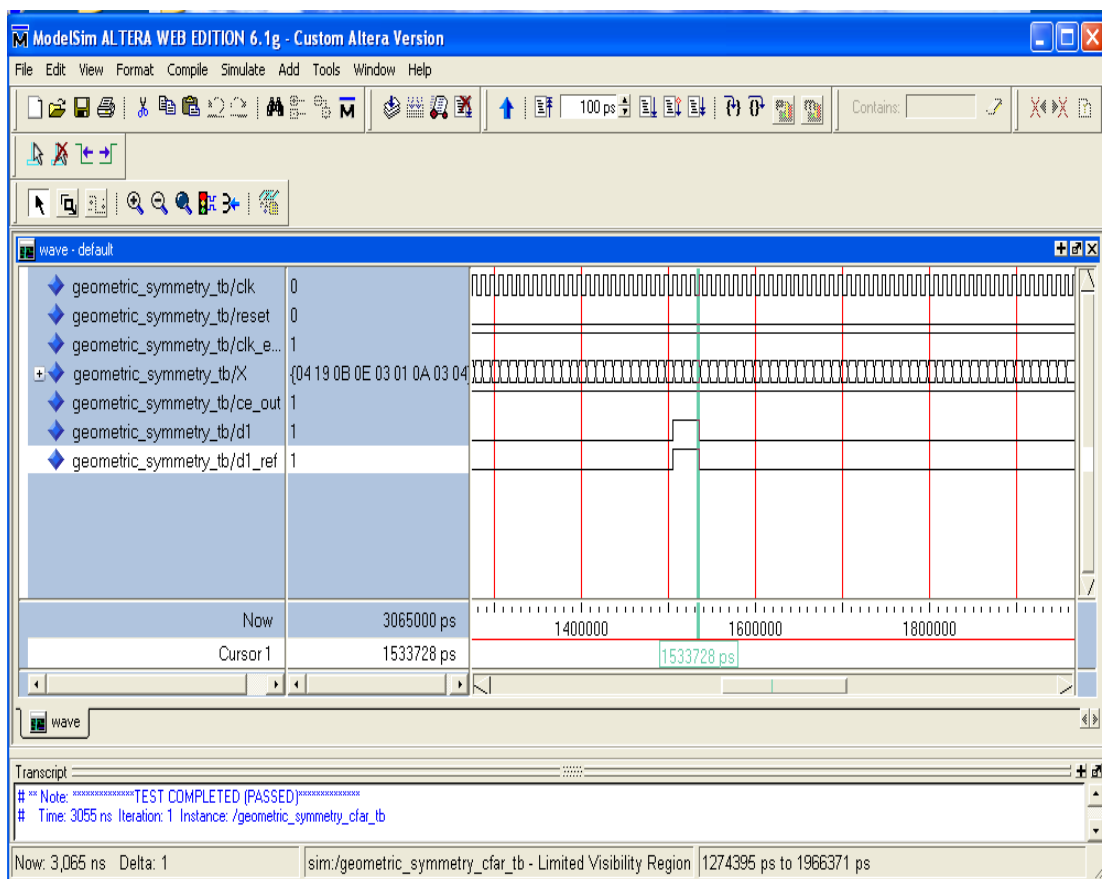 ModelSim ALTERA WEB EDITION 6.1g - Custom Altera Version
File Edit View Format Compile Simulate Add Tools Window Help
100 ps
Contains:
wave - default
geometric_symmetry_tb/clk 0
geometric_symmetry_tb/reset 0
geometric_symmetry_tb/clk_e... 1
geometric_symmetry_tb/X {04 19 0B 0E 03 01 0A 03 04
geometric_symmetry_tb/ce_out 1
geometric_symmetry_tb/d1 1
geometric_symmetry_tb/d1_ref 1
Now 3065000 ps
1400000 1600000 1800000
Cursor 1 1533728 ps
1533728 ps
wave
Transcript
# ** Note: **************TEST COMPLETED (PASSED)**************
# Time: 3055 ns Iteration: 1 Instance: /geometric_symmetry_cfar_tb
Now: 3,065 ns Delta: 1 sim:/geometric_symmetry_cfar_tb - Limited Visibility Region 1274395 ps to 1966371 ps